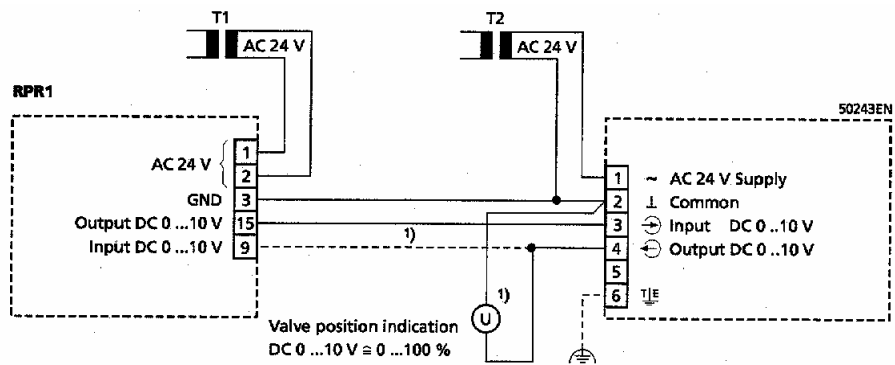 T1
T2
AC 24 V
AC 24 V
RPR1
50243EN
AC 24 V
1
2
GND
3
Output DC 0 ...10 V
15
Input DC 0 ...10 V
9
1)
1
~ AC 24 V Supply
2
⊥ Common
3
Input DC 0 ..10 V
4
Output DC 0 ..10 V
5
6
T E
1)
U
Valve position indication
DC 0 ...10 V ≅ 0 ...100 %